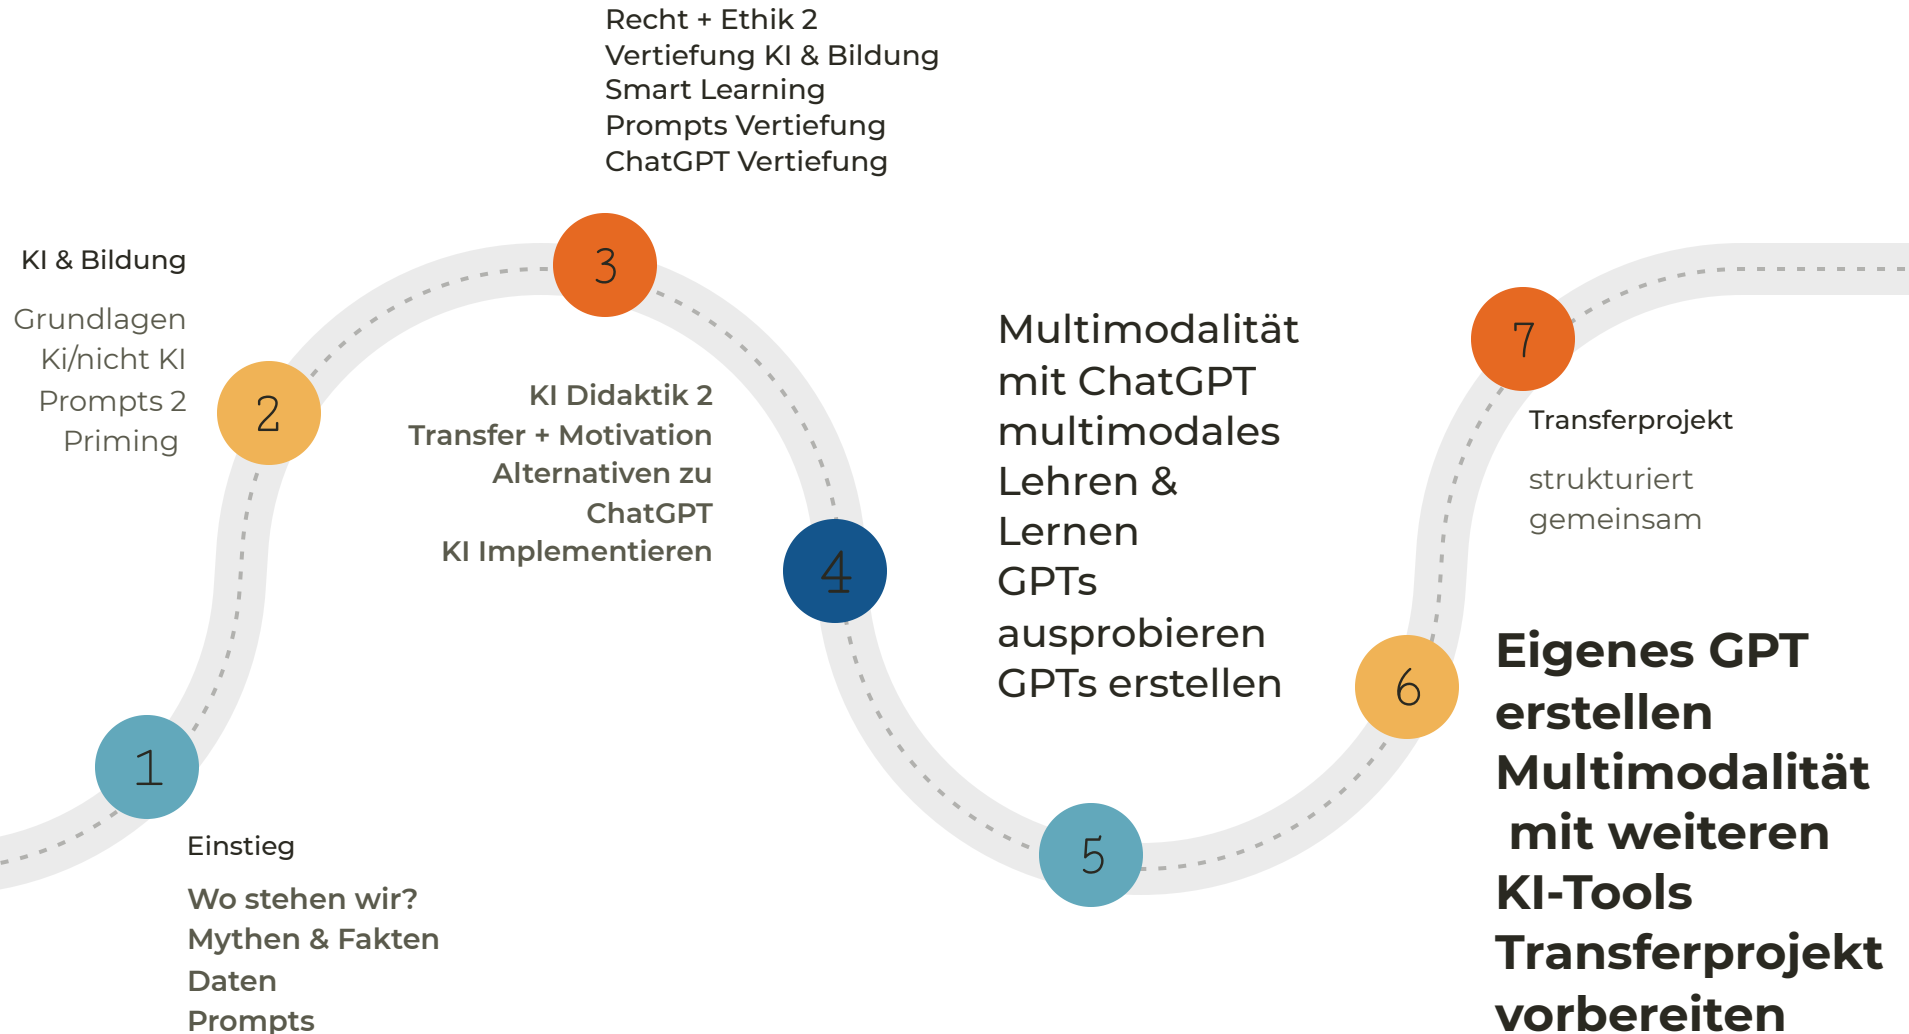 Recht + Ethik 2
Vertiefung KI & Bildung
Smart Learning
Prompts Vertiefung
ChatGPT Vertiefung
3
KI & Bildung
Grundlagen
Ki/nicht KI
Prompts 2
Priming
2
KI Didaktik 2
Transfer + Motivation
Alternativen zu
ChatGPT
KI Implementieren
4
Multimodalität
mit ChatGPT
multimodales
Lehren &
Lernen
GPTs
ausprobieren
GPTs erstellen
7
Transferprojekt
strukturiert
gemeinsam
6
Eigenes GPT
erstellen
Multimodalität
mit weiteren
KI-Tools
Transferprojekt
vorbereiten
1
Einstieg
Wo stehen wir?
Mythen & Fakten
Daten
Prompts
5